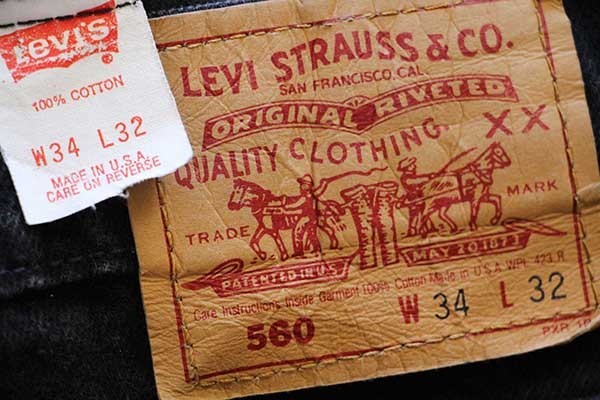 Levi's
100% COTTON
W34 L32
MADE IN U.S.A.
CARE ON REVERSE
LEVI STRAUSS & CO.
SAN FRANCISCO, CAL.
ORIGINAL RIVETED
QUALITY CLOTHING. XX
TRADE MARK
PATENTED IN U.S. MAY 20 1873
Care Instructions Inside Garment 100% Cotton Made in U.S.A. WPL 423 R
560 W 34 L 32